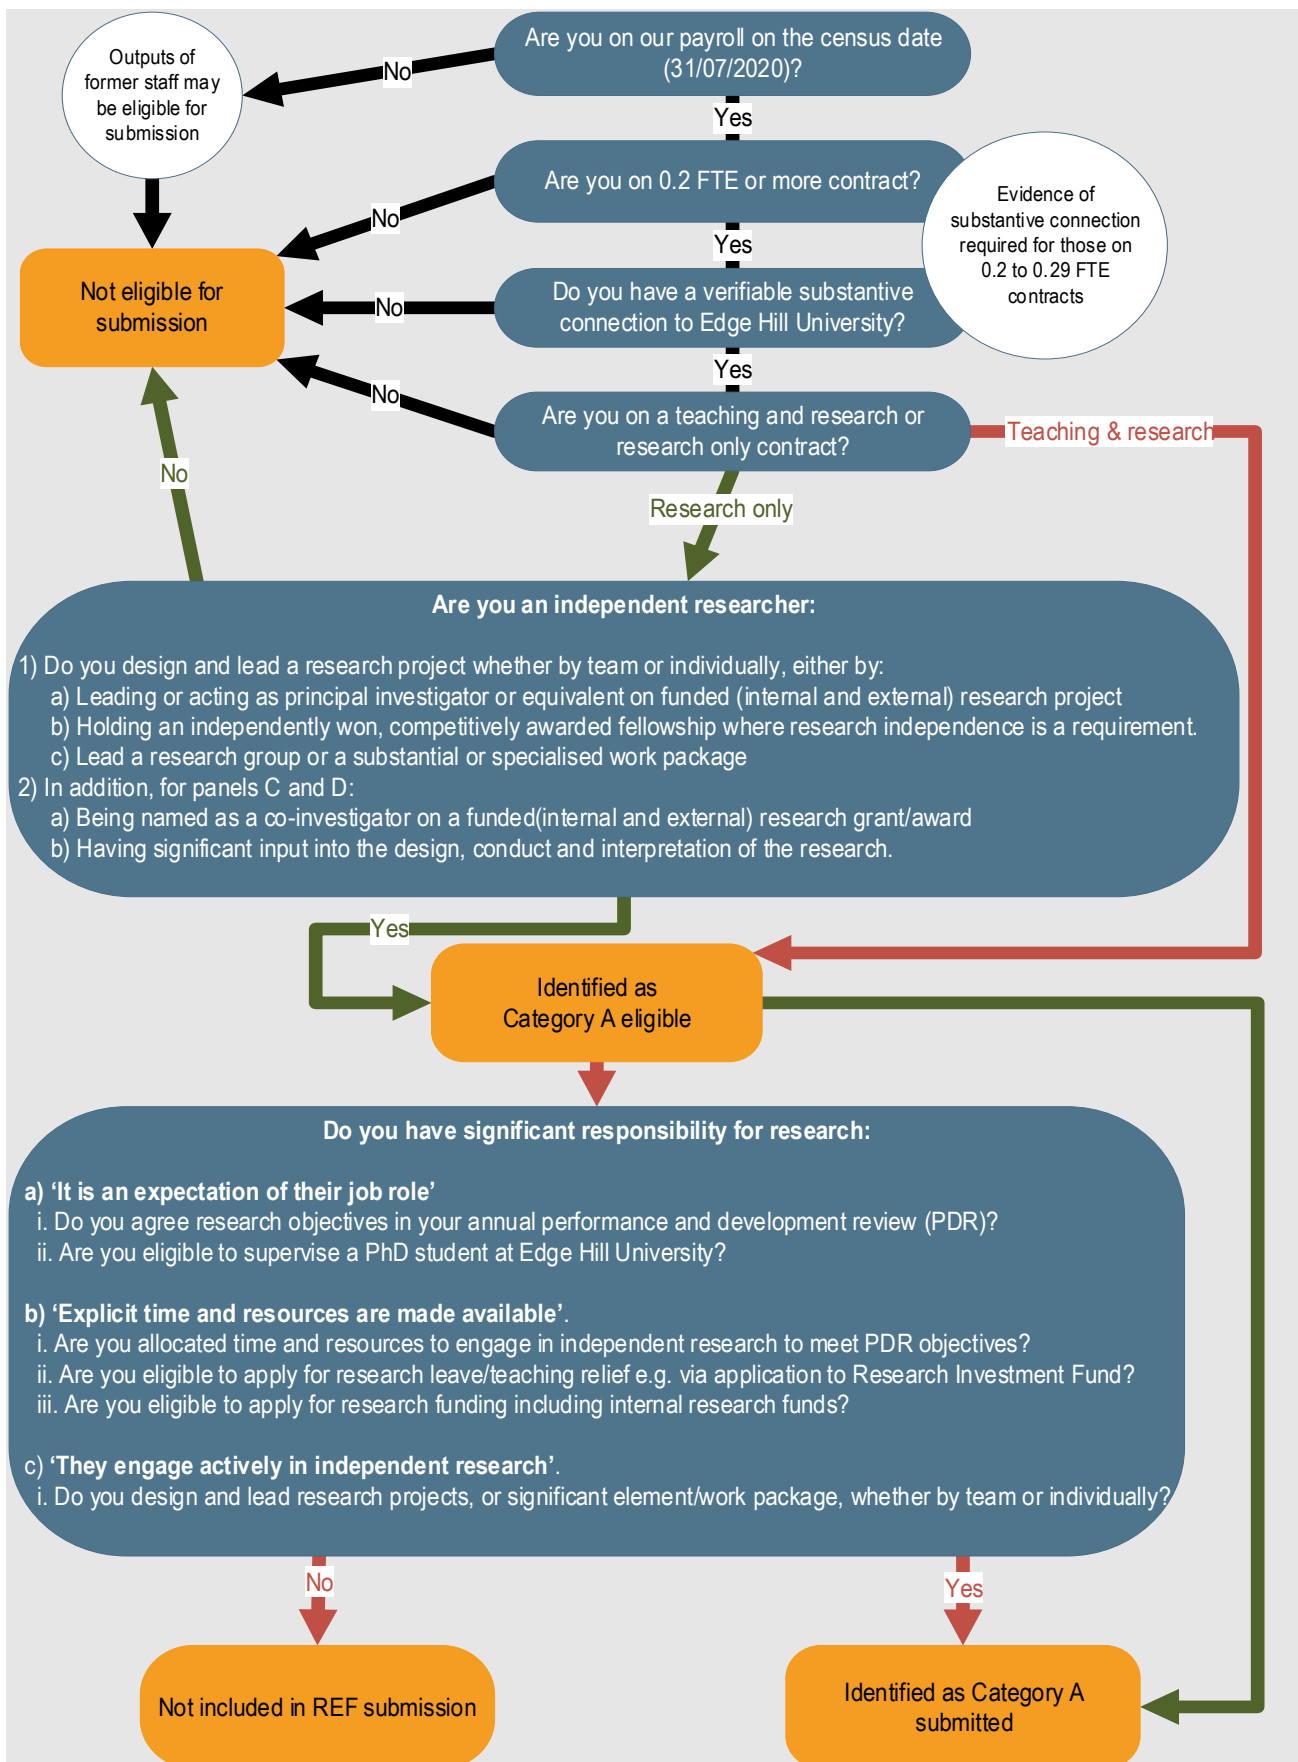 Are you on our payroll on the census date
(31/07/2020)?
Outputs of
former staff may
be eligible for
submission
No
Yes
Are you on 0.2 FTE or more contract?
Evidence of
substantive connection
required for those on
0.2 to 0.29 FTE
contracts
No
Yes
Not eligible for
submission
Do you have a verifiable substantive
connection to Edge Hill University?
No
Yes
No
Are you on a teaching and research or
research only contract?
Teaching & research
No
Research only
Are you an independent researcher:
1) Do you design and lead a research project whether by team or individually, either by:
a) Leading or acting as principal investigator or equivalent on funded (internal and external) research project
b) Holding an independently won, competitively awarded fellowship where research independence is a requirement.
c) Lead a research group or a substantial or specialised work package
2) In addition, for panels C and D:
a) Being named as a co-investigator on a funded(internal and external) research grant/award
b) Having significant input into the design, conduct and interpretation of the research.
Yes
Identified as
Category A eligible
Do you have significant responsibility for research:
a) ‘It is an expectation of their job role’
i. Do you agree research objectives in your annual performance and development review (PDR)?
ii. Are you eligible to supervise a PhD student at Edge Hill University?
b) ‘Explicit time and resources are made available’.
i. Are you allocated time and resources to engage in independent research to meet PDR objectives?
ii. Are you eligible to apply for research leave/teaching relief e.g. via application to Research Investment Fund?
iii. Are you eligible to apply for research funding including internal research funds?
c) ‘They engage actively in independent research’.
i. Do you design and lead research projects, or significant element/work package, whether by team or individually?
No
Yes
Not included in REF submission
Identified as Category A
submitted